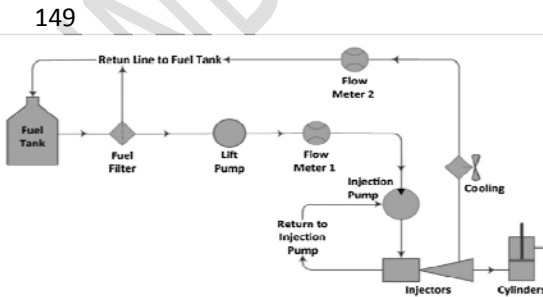 149
Retun Line to Fuel Tank
Flow
Meter 2
Fuel
Tank
Fuel
Filter
Lift
Pump
Flow
Meter 1
Injection
Pump
Cooling
Return to
Injection
Pump
Injectors
Cylinders